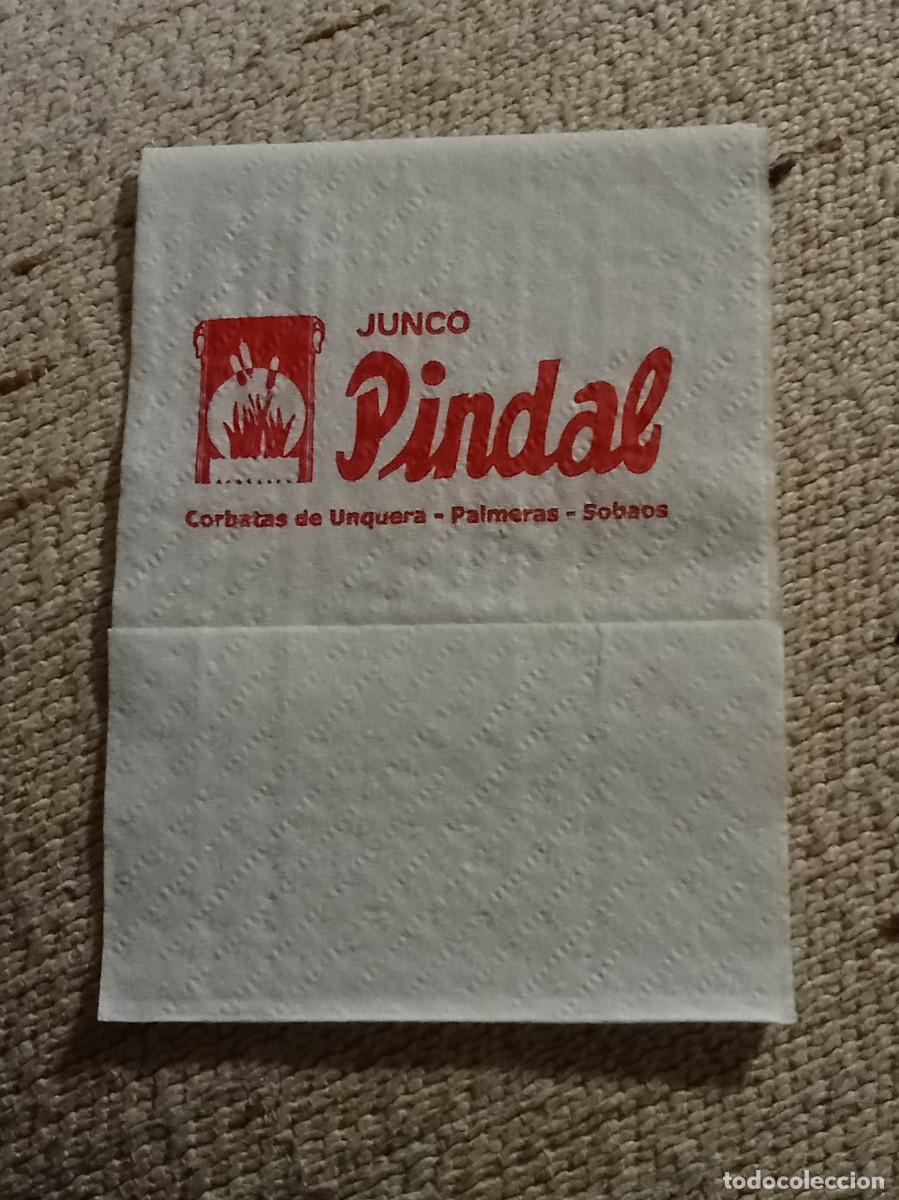 JUNCO
Pindal
Corbatas de Unquera - Palmeras - Sobaos
todocoleccion